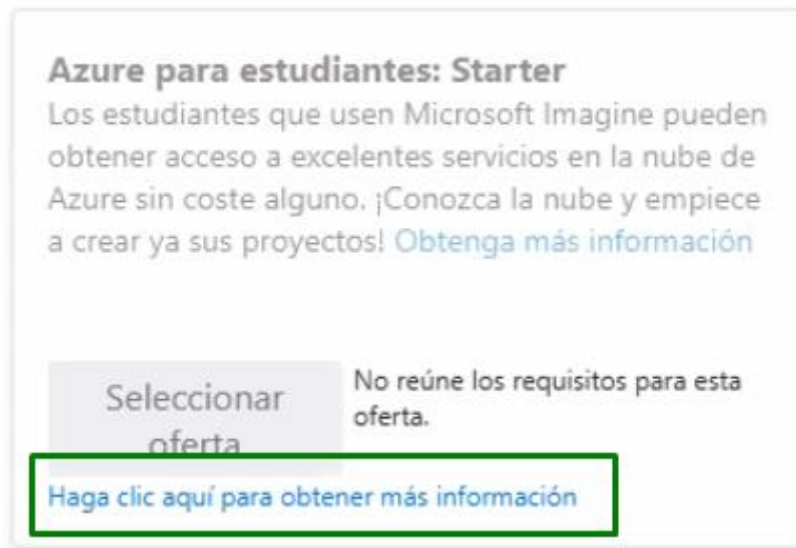 Azure para estudiantes: Starter
Los estudiantes que usen Microsoft Imagine pueden
obtener acceso a excelentes servicios en la nube de
Azure sin coste alguno. ¡Conozca la nube y empiece
a crear ya sus proyectos! Obtenga más información
Seleccionar
oferta
No reúne los requisitos para esta
oferta.
Haga clic aquí para obtener más información